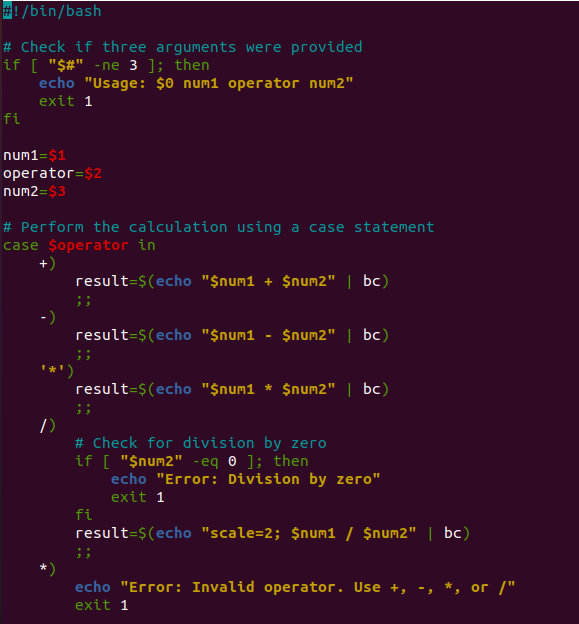 #!/bin/bash

# Check if three arguments were provided
if [ "$#" -ne 3 ]; then
    echo "Usage: $0 num1 operator num2"
    exit 1
fi

num1=$1
operator=$2
num2=$3

# Perform the calculation using a case statement
case $operator in
    +)
        result=$(echo "$num1 + $num2" | bc)
        ;;
    -)
        result=$(echo "$num1 - $num2" | bc)
        ;;
    '*')
        result=$(echo "$num1 * $num2" | bc)
        ;;
    /)
        # Check for division by zero
        if [ "$num2" -eq 0 ]; then
            echo "Error: Division by zero"
            exit 1
        fi
        result=$(echo "scale=2; $num1 / $num2" | bc)
        ;;
    *)
        echo "Error: Invalid operator. Use +, -, *, or /"
        exit 1